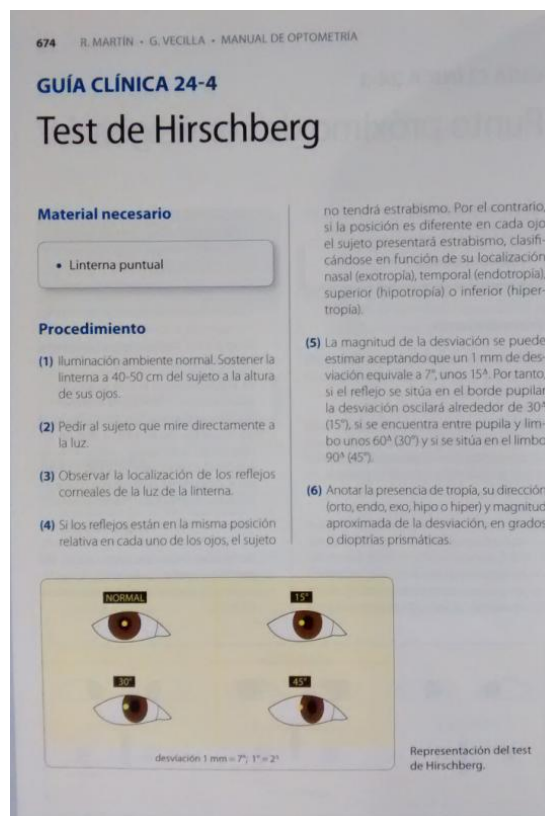 674 R. MARTÍN • G. VECILLA • MANUAL DE OPTOMETRÍA
GUÍA CLÍNICA 24-4
Test de Hirschberg
Material necesario
• Linterna puntual
Procedimiento
(1) Iluminación ambiente normal. Sostener la
linterna a 40-50 cm del sujeto a la altura
de sus ojos.
(2) Pedir al sujeto que mire directamente a
la luz.
(3) Observar la localización de los reflejos
corneales de la luz de la linterna.
(4) Si los reflejos están en la misma posición
relativa en cada uno de los ojos, el sujeto
no tendrá estrabismo. Por el contrario,
si la posición es diferente en cada ojo
el sujeto presentará estrabismo, clasifi-
cándose en función de su localización
nasal (exotropía), temporal (endotropía),
superior (hipotropía) o inferior (hiper-
tropía).
(5) La magnitud de la desviación se puede
estimar aceptando que un 1 mm de des-
viación equivale a 7°, unos 15Δ. Por tanto,
si el reflejo se sitúa en el borde pupilar
la desviación oscilará alrededor de 30Δ
(15°), si se encuentra entre pupila y lim-
bo unos 60Δ (30°) y si se sitúa en el limbo
90Δ (45°).
(6) Anotar la presencia de tropía, su dirección
(orto, endo, exo, hipo o hiper) y magnitud
aproximada de la desviación, en grados
o dioptrías prismáticas.
NORMAL 15°
30° 45°
desviación 1 mm = 7°; 1° = 2Δ
Representación del test
de Hirschberg.